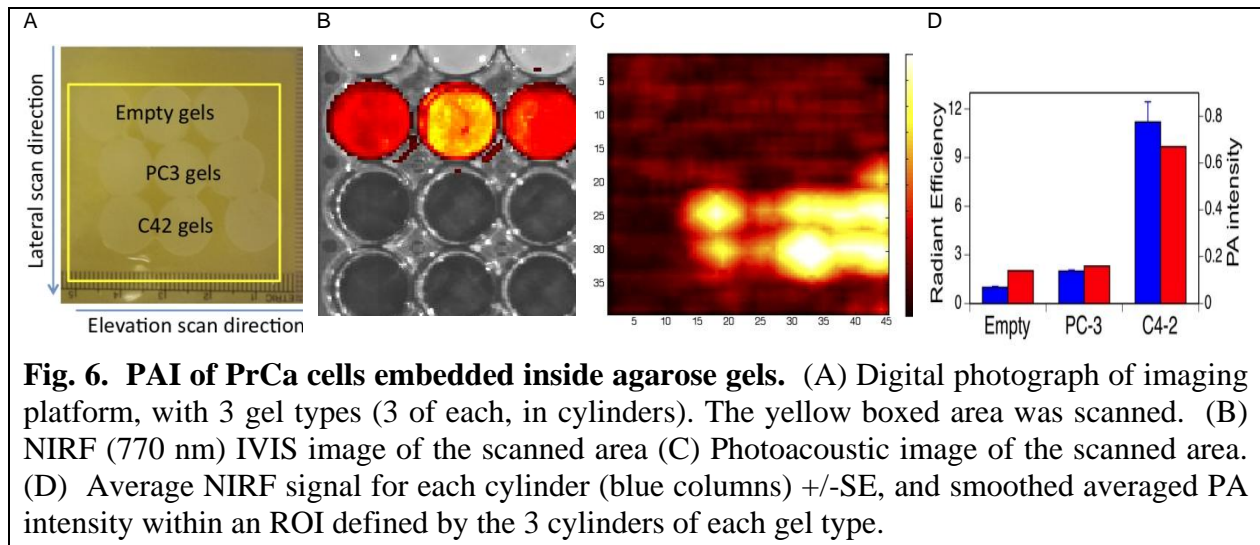 A
B
C
D
Lateral scan direction
Empty gels
PC3 gels
C42 gels
Elevation scan direction
5
10
15
20
25
30
35
5 10 15 20 25 30 35 40 45
Radiant Efficiency
12
9
6
3
0
PA intensity
0.8
0.6
0.4
0.2
0
Empty PC-3 C4-2
Fig. 6. PAI of PrCa cells embedded inside agarose gels. (A) Digital photograph of imaging
platform, with 3 gel types (3 of each, in cylinders). The yellow boxed area was scanned. (B)
NIRF (770 nm) IVIS image of the scanned area (C) Photoacoustic image of the scanned area.
(D) Average NIRF signal for each cylinder (blue columns) +/-SE, and smoothed averaged PA
intensity within an ROI defined by the 3 cylinders of each gel type.